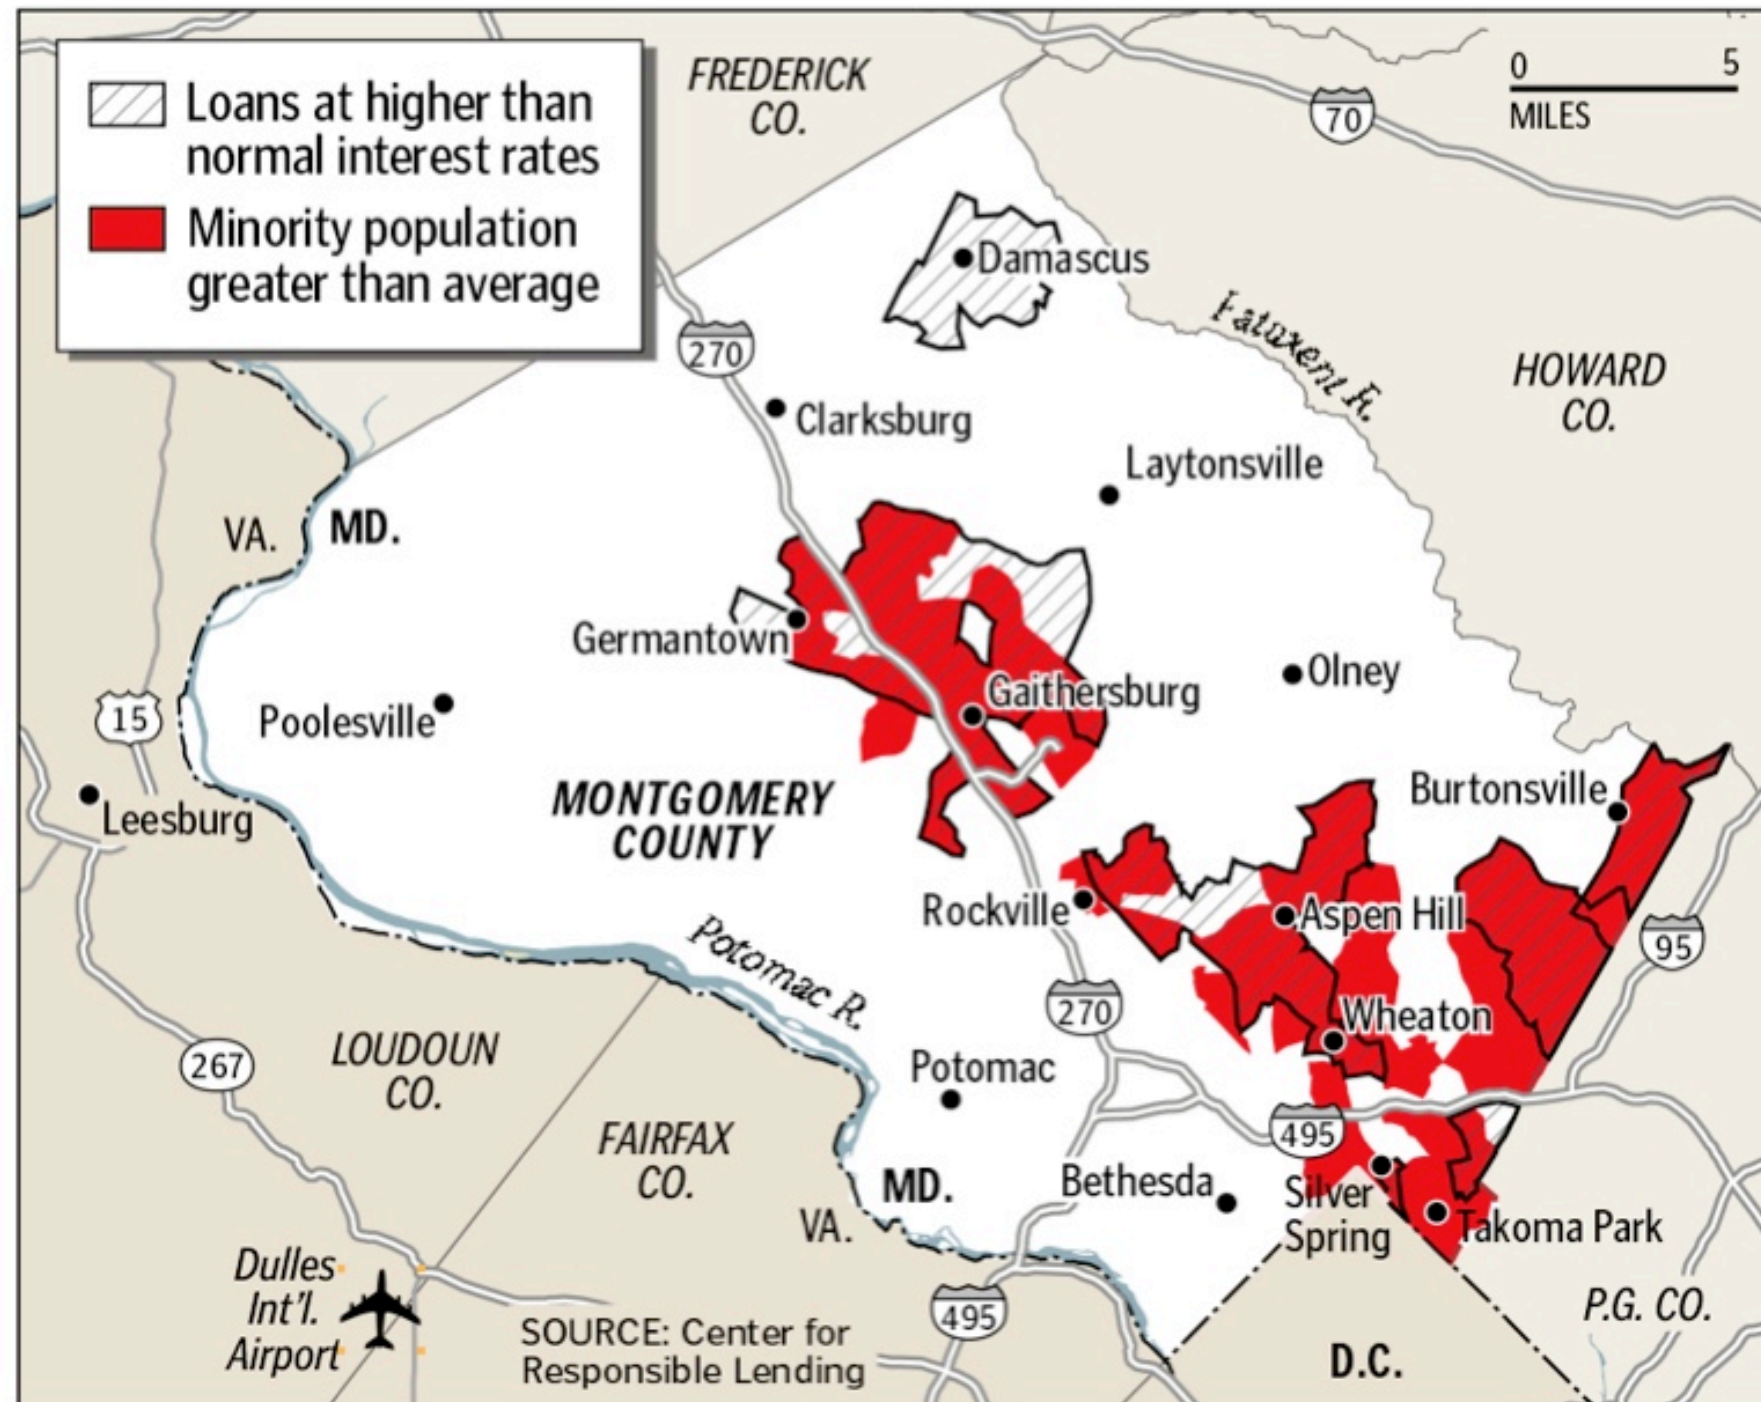 Loans at higher than
normal interest rates
Minority population
greater than average
FREDERICK
CO.
0 5
MILES
70
Damascus
270
HOWARD
CO.
Clarksburg
Laytonsville
VA. MD.
Germantown
Olney
Gaithersburg
15
Poolesville
Leesburg
MONTGOMERY
COUNTY
Burtonsville
Rockville
Aspen Hill
95
Potomac R.
270
Wheaton
267
LOUDOUN
CO.
Potomac
495
FAIRFAX
CO.
MD.
VA.
Bethesda
Silver
Spring
Takoma Park
Dulles
Int'l.
Airport
495
P.G. CO.
SOURCE: Center for
Responsible Lending
D.C.